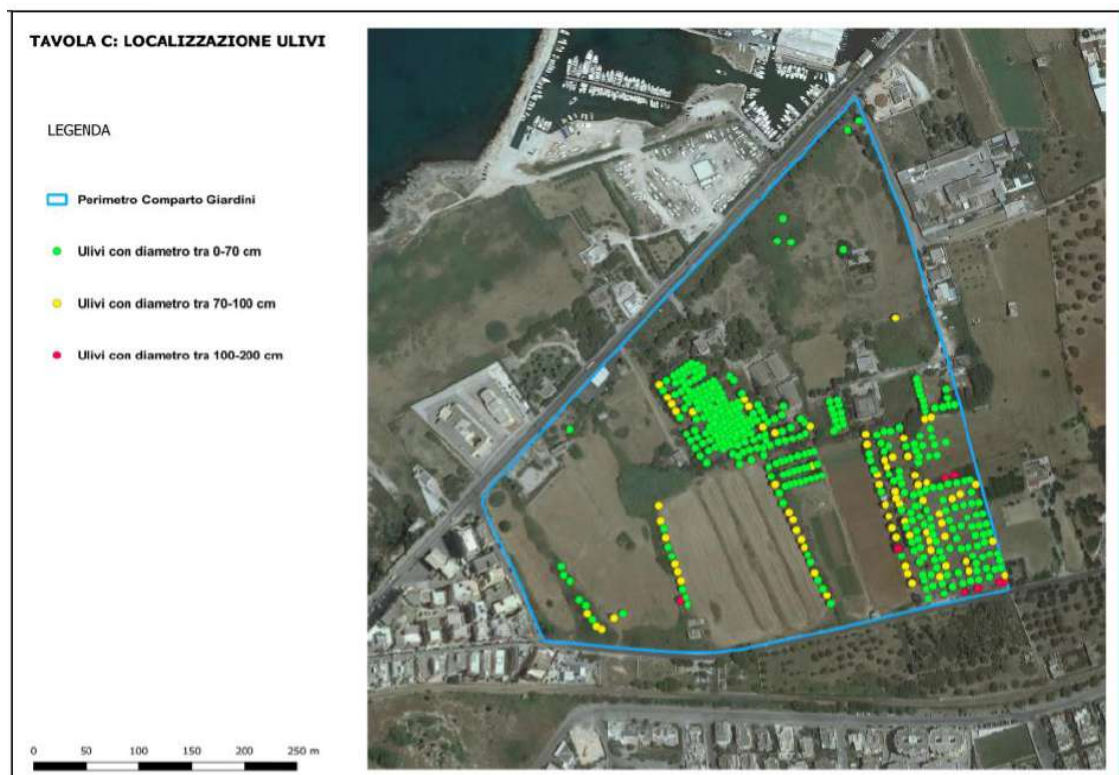 TAVOLA C: LOCALIZZAZIONE ULIVI
LEGENDA
Perimetro Comparto Giardini
Ulivi con diametro tra 0-70 cm
Ulivi con diametro tra 70-100 cm
Ulivi con diametro tra 100-200 cm
0 50 100 150 200 250 m